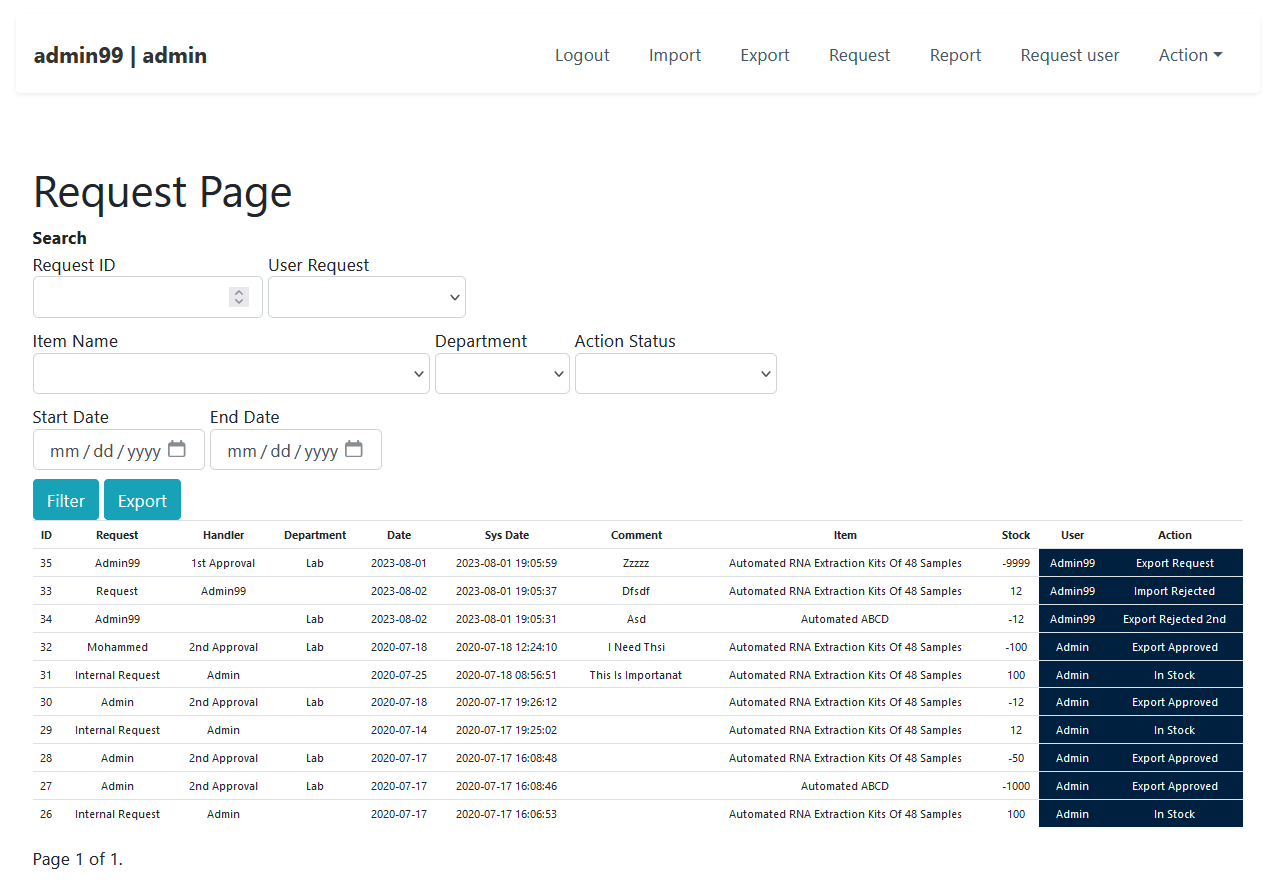 admin99 | admin Logout Import Export Request Report Request user Action
Request Page
Search
Request ID User Request
Item Name Department Action Status
Start Date End Date
mm/dd/yyyy mm/dd/yyyy
Filter Export
ID Request Handler Department Date Sys Date Comment Item Stock User Action
35 Admin99 1st Approval Lab 2023-08-01 2023-08-01 19:05:59 Zzzzz Automated RNA Extraction Kits Of 48 Samples -9999 Admin99 Export Request
33 Request Admin99 2023-08-02 2023-08-01 19:05:37 Dfsdf Automated RNA Extraction Kits Of 48 Samples 12 Admin99 Import Rejected
34 Admin99 Lab 2023-08-02 2023-08-01 19:05:31 Asd Automated ABCD -12 Admin99 Export Rejected 2nd
32 Mohammed 2nd Approval Lab 2020-07-18 2020-07-18 12:24:10 I Need Thsi Automated RNA Extraction Kits Of 48 Samples -100 Admin Export Approved
31 Internal Request Admin 2020-07-25 2020-07-18 08:56:51 This Is Importanat Automated RNA Extraction Kits Of 48 Samples 100 Admin In Stock
30 Admin 2nd Approval Lab 2020-07-18 2020-07-17 19:26:12 Automated RNA Extraction Kits Of 48 Samples -12 Admin Export Approved
29 Internal Request Admin 2020-07-14 2020-07-17 19:25:02 Automated RNA Extraction Kits Of 48 Samples 12 Admin In Stock
28 Admin 2nd Approval Lab 2020-07-17 2020-07-17 16:08:48 Automated RNA Extraction Kits Of 48 Samples -50 Admin Export Approved
27 Admin 2nd Approval Lab 2020-07-17 2020-07-17 16:08:46 Automated ABCD -1000 Admin Export Approved
26 Internal Request Admin 2020-07-17 2020-07-17 16:06:53 Automated RNA Extraction Kits Of 48 Samples 100 Admin In Stock
Page 1 of 1.